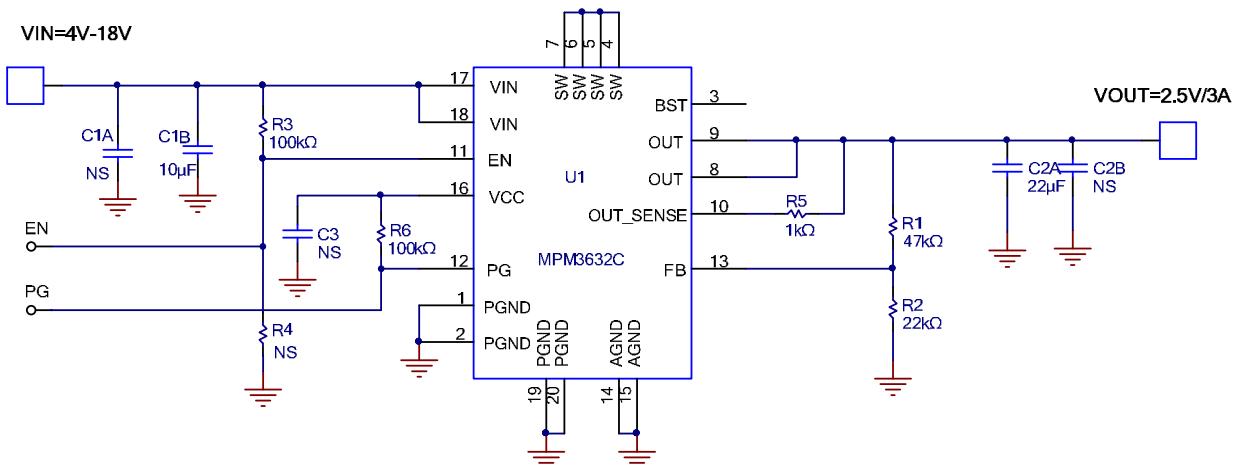 VIN=4V-18V
VOUT=2.5V/3A
7
6
5
4
SW
SW
SW
SW
17
VIN
18
VIN
11
EN
16
VCC
12
PG
1
PGND
2
PGND
BST
3
OUT
9
OUT
8
OUT_SENSE
10
FB
13
U1
MPM3632C
PGND
PGND
AGND
AGND
19
20
14
15
C1A
NS
C1B
10µF
R3
100kΩ
C3
NS
R6
100kΩ
EN
PG
R4
NS
R5
1kΩ
R1
47kΩ
R2
22kΩ
C2A
22µF
C2B
NS